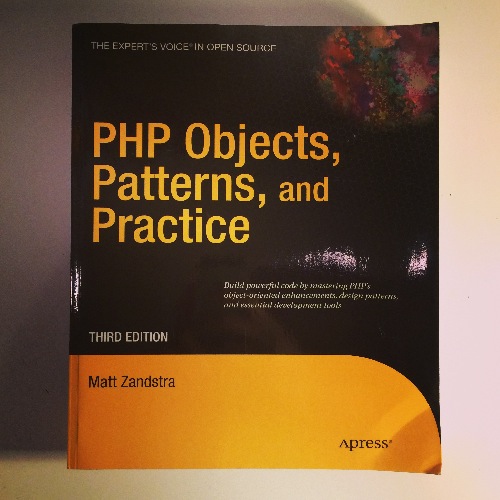 THE EXPERT'S VOICE® IN OPEN SOURCE
PHP Objects,
Patterns, and
Practice
Build powerful code by mastering PHP's
object-oriented enhancements, design patterns,
and essential development tools
THIRD EDITION
Matt Zandstra
Apress®